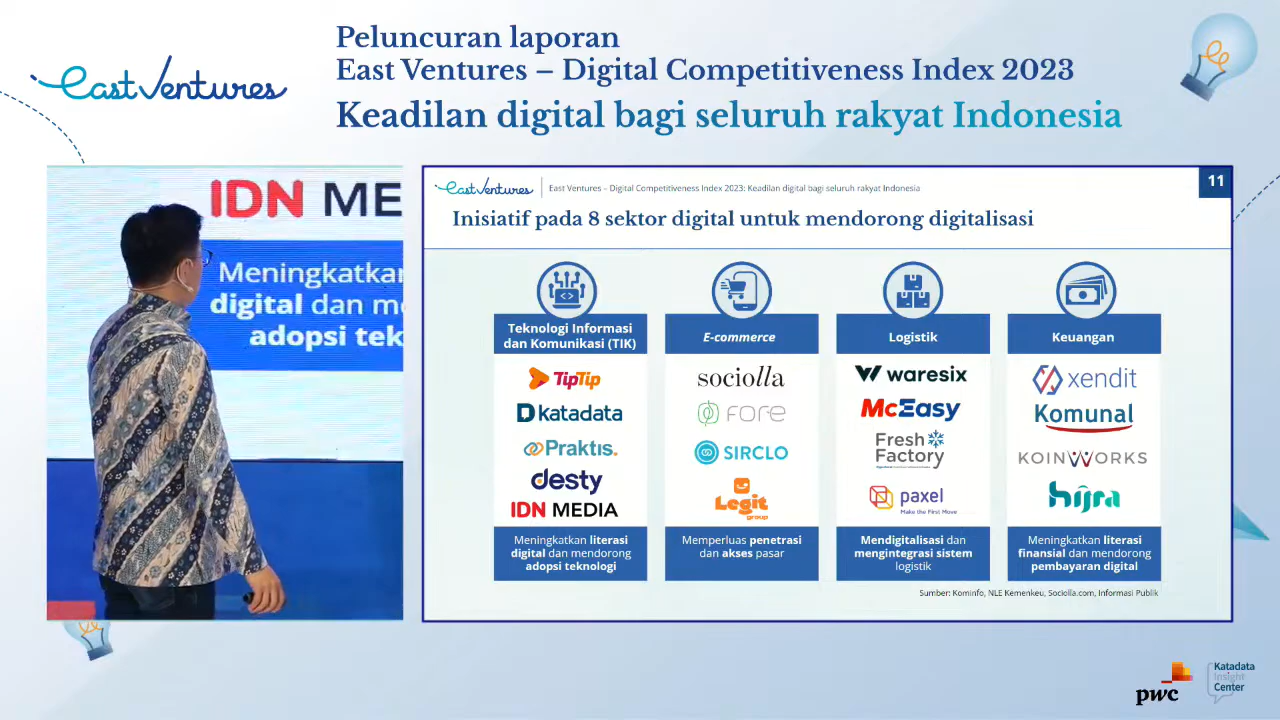 East Ventures
Peluncuran laporan
East Ventures – Digital Competitiveness Index 2023
Keadilan digital bagi seluruh rakyat Indonesia
IDN ME
Meningkatkan
digital dan me
adopsi tek
East Ventures
East Ventures – Digital Competitiveness Index 2023: Keadilan digital bagi seluruh rakyat Indonesia
11
Inisiatif pada 8 sektor digital untuk mendorong digitalisasi
Teknologi Informasi
dan Komunikasi (TIK)
TipTip
katadata
Praktis.
desty
IDN MEDIA
Meningkatkan literasi
digital dan mendorong
adopsi teknologi
E-commerce
sociolla
FORE
SIRCLO
Legit
group
Memperluas penetrasi
dan akses pasar
Logistik
waresix
McEasy
Fresh
Factory
paxel
Make the First Move
Mendigitalisasi dan
mengintegrasi sistem
logistik
Keuangan
xendit
Komunal
KOINWORKS
hijra
Meningkatkan literasi
finansial dan mendorong
pembayaran digital
Sumber: Kominfo, NLE Kemenkeu, Sociolla.com, Informasi Publik
pwc
Katadata
Insight
Center